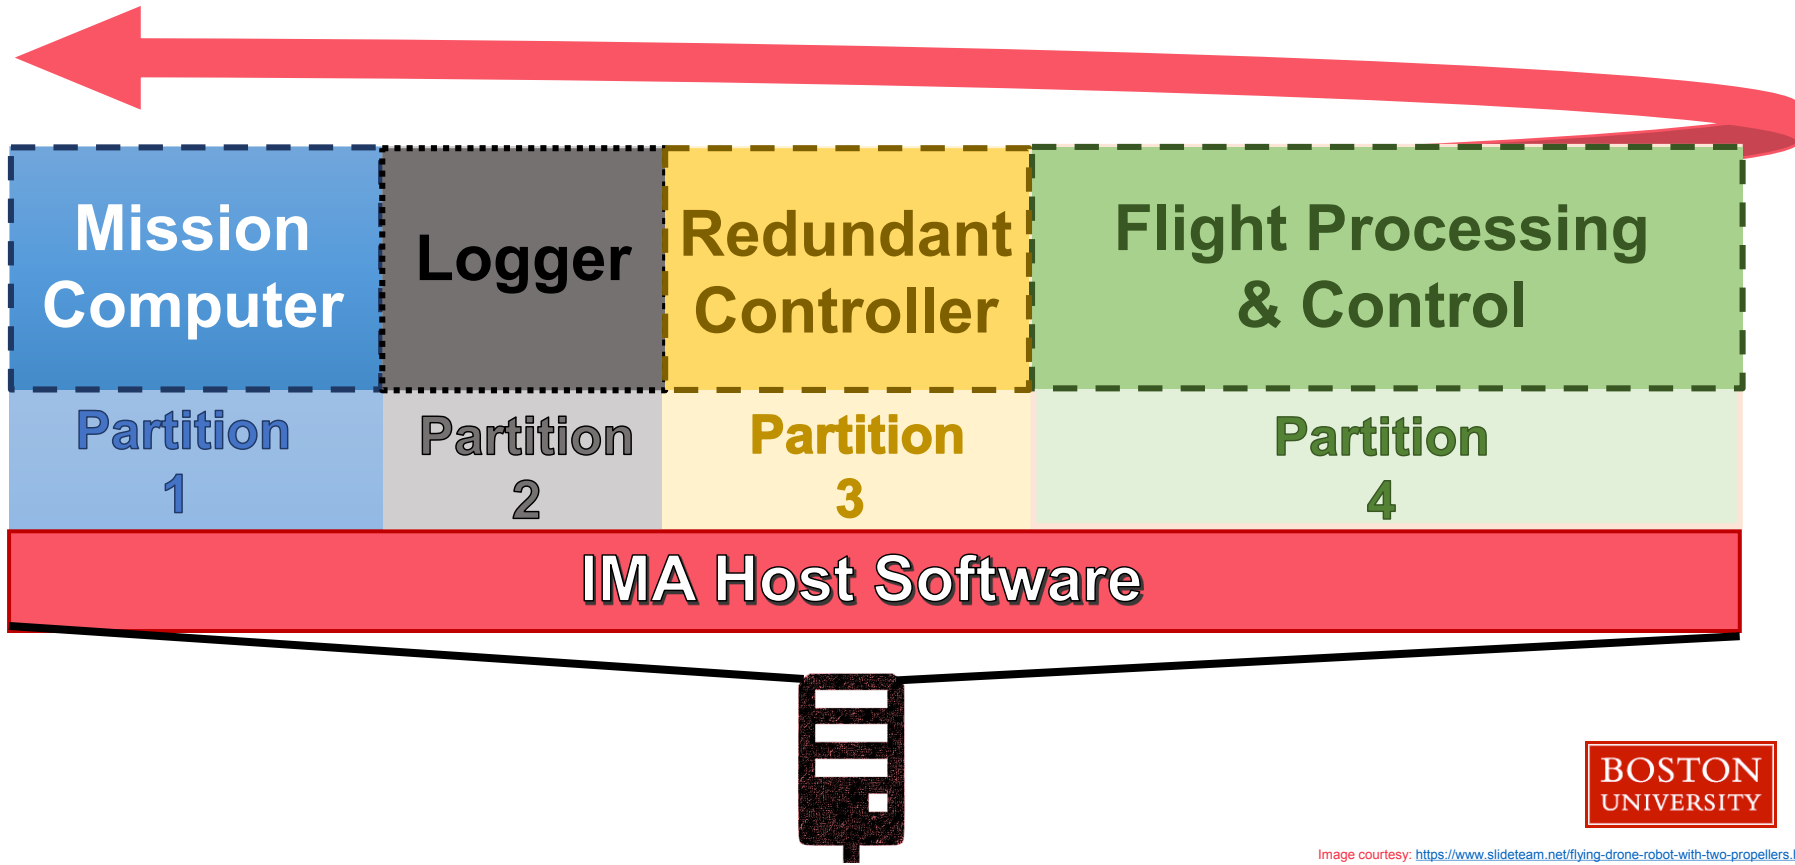 Mission
Computer
Logger
Redundant
Controller
Flight Processing
& Control
Partition
1
Partition
2
Partition
3
Partition
4
IMA Host Software
BOSTON
UNIVERSITY
Image courtesy: https://www.slideteam.net/flying-drone-robot-with-two-propellers.